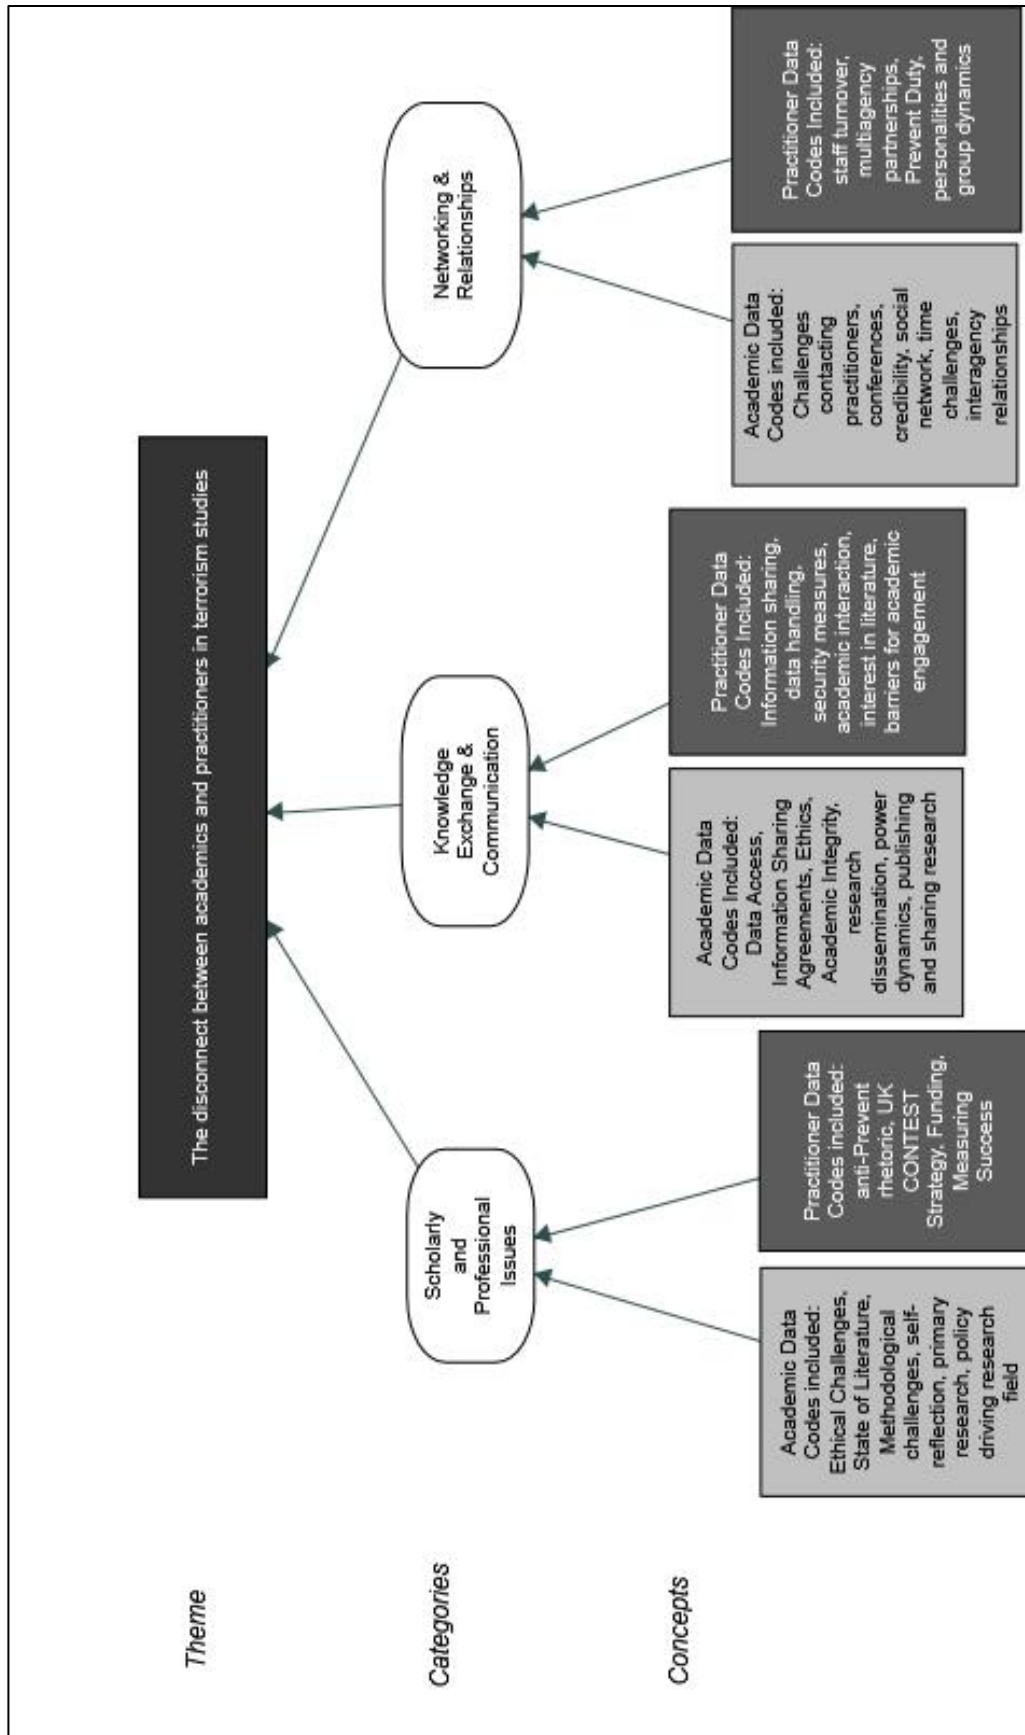 Theme
The disconnect between academics and practitioners in terrorism studies
Categories
Scholarly
and
Professional
Issues
Knowledge
Exchange &
Communication
Networking &
Relationships
Concepts
Academic Data
Codes included:
Ethical Challenges,
State of Literature,
Methodological
challenges, self-
reflection, primary
research, policy
driving research
field
Practitioner Data
Codes included:
anti-Prevent
rhetoric, UK
CONTEST
Strategy, Funding,
Measuring
Success
Academic Data
Codes Included:
Data Access,
Information Sharing
Agreements, Ethics,
Academic Integrity,
research
dissemination, power
dynamics, publishing
and sharing research
Practitioner Data
Codes Included:
Information sharing,
data handling,
security measures,
academic interaction,
interest in literature,
barriers for academic
engagement
Academic Data
Codes included:
Challenges
contacting
practitioners,
conferences,
credibility, social
network, time
challenges,
interagency
relationships
Practitioner Data
Codes Included:
staff turnover,
multiagency
partnerships,
Prevent Duty,
personalities and
group dynamics